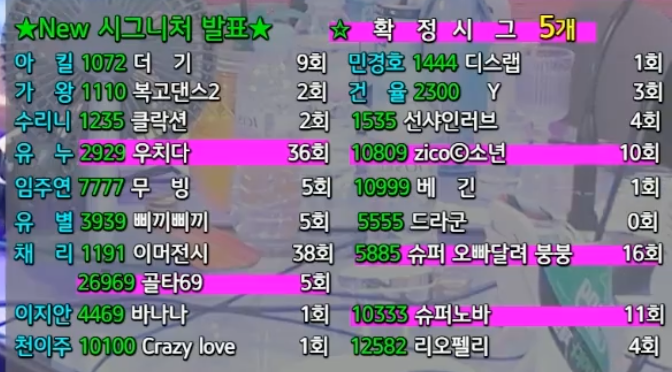 ★New 시그니처 발표★
아 킬 1072 더 기 9회
가 왕 1110 복고댄스2 2회
수리니 1235 클락션 2회
유 누 2929 우치다 36회
임주연 7777 무 빙 5회
유 별 3939 삐끼삐끼 5회
채 리 1191 이머전시 38회
26969 골타69 5회
이지안 4469 바나나 1회
천이주 10100 Crazy love 1회
☆ 확 정 시 그 5개
민경호 1444 디스랩 1회
건 율 2300 Y 3회
1535 선샤인러브 4회
10809 zico©소년 10회
10999 베 긴 1회
5555 드라군 0회
5885 슈퍼 오빠달려 붕붕 16회
10333 슈퍼노바 11회
12582 리오펠리 4회